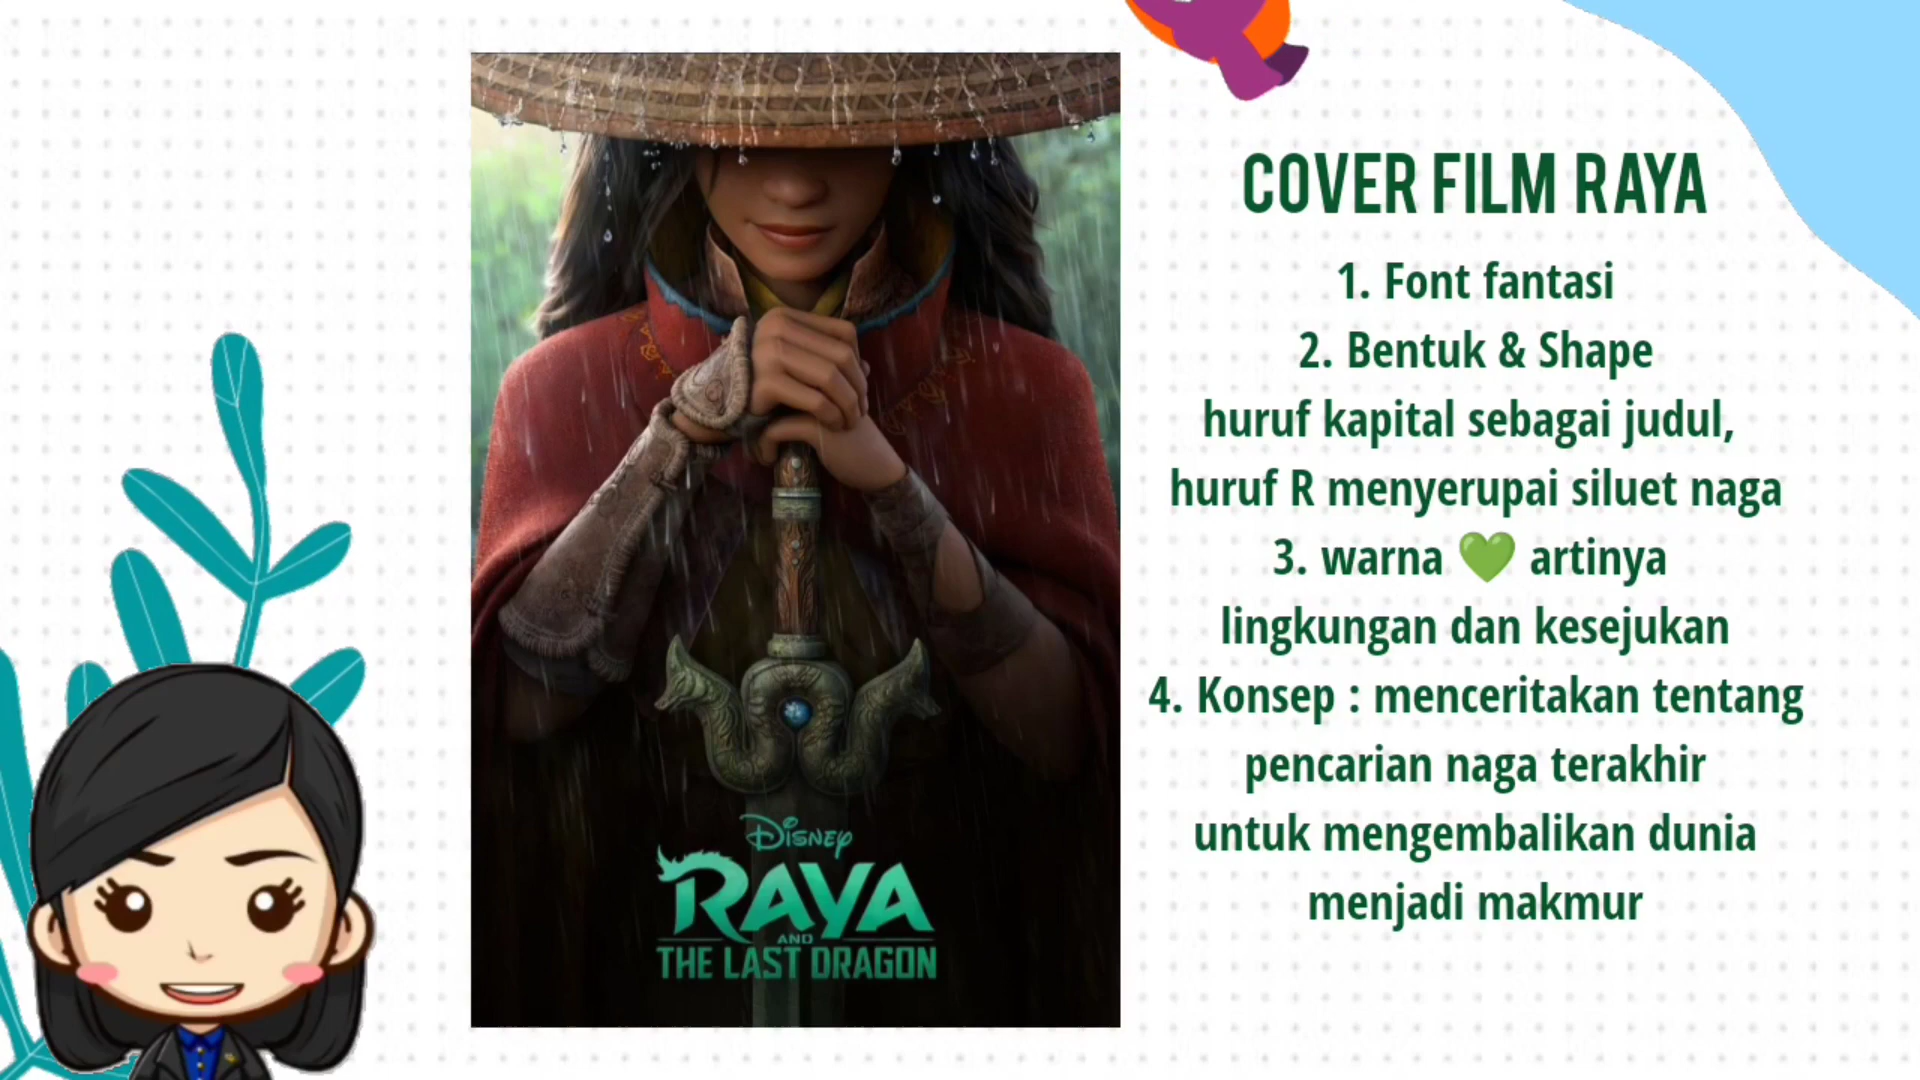 COVER FILM RAYA
1. Font fantasi
2. Bentuk & Shape
huruf kapital sebagai judul,
huruf R menyerupai siluet naga
3. warna 💚 artinya
lingkungan dan kesejukan
4. Konsep : menceritakan tentang
pencarian naga terakhir
untuk mengembalikan dunia
menjadi makmur
DISNEY
RAYA
AND
THE LAST DRAGON